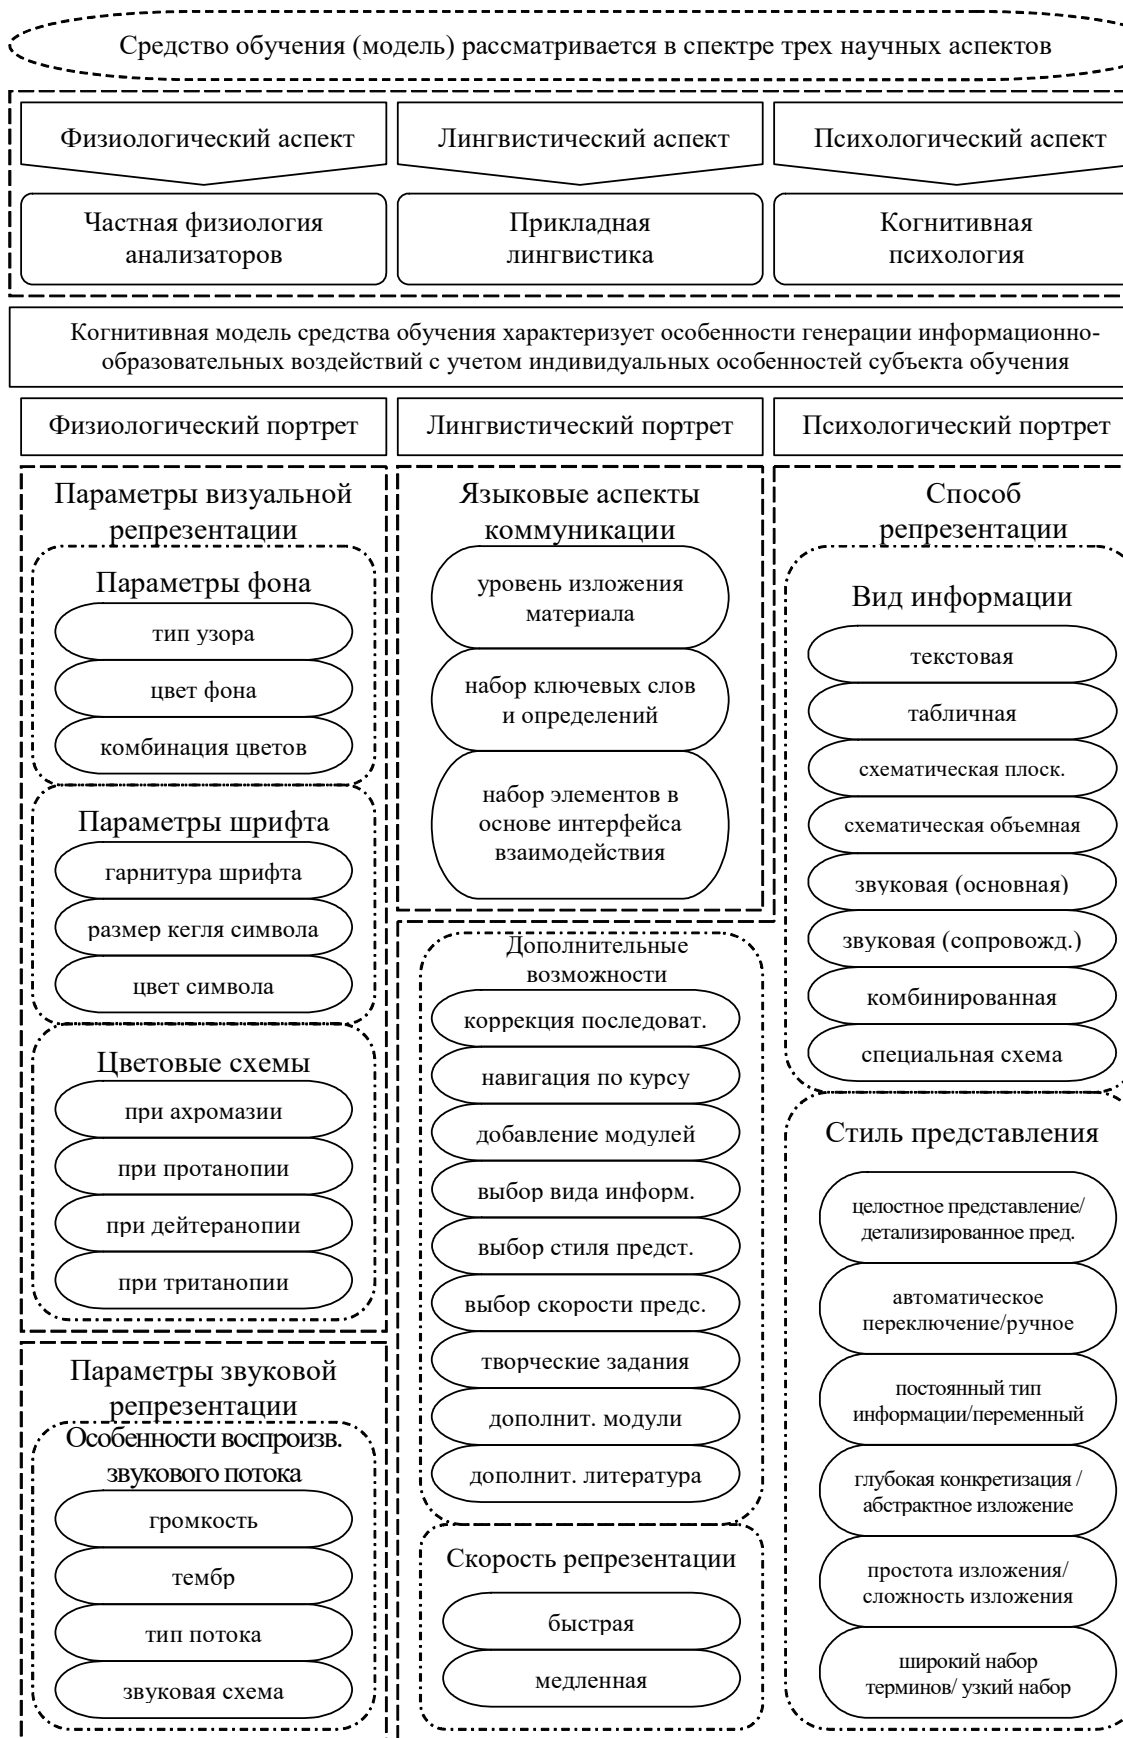 Средство обучения (модель) рассматривается в спектре трех научных аспектов
Физиологический аспект
Лингвистический аспект
Психологический аспект
Частная физиология
анализаторов
Прикладная
лингвистика
Когнитивная
психология
Когнитивная модель средства обучения характеризует особенности генерации информационно-
образовательных воздействий с учетом индивидуальных особенностей субъекта обучения
Физиологический портрет
Лингвистический портрет
Психологический портрет
Параметры визуальной
репрезентации
Параметры фона
тип узора
цвет фона
комбинация цветов
Параметры шрифта
гарнитура шрифта
размер кегля символа
цвет символа
Цветовые схемы
при ахромазии
при протанопии
при дейтеранопии
при тританопии
Параметры звуковой
репрезентации
Особенности воспроизв.
звукового потока
громкость
тембр
тип потока
звуковая схема
Языковые аспекты
коммуникации
уровень изложения
материала
набор ключевых слов
и определений
набор элементов в
основе интерфейса
взаимодействия
Дополнительные
возможности
коррекция последоват.
навигация по курсу
добавление модулей
выбор вида информ.
выбор стиля предст.
выбор скорости предс.
творческие задания
дополнит. модули
дополнит. литература
Скорость репрезентации
быстрая
медленная
Способ
репрезентации
Вид информации
текстовая
табличная
схематическая плоск.
схематическая объемная
звуковая (основная)
звуковая (сопровожд.)
комбинированная
специальная схема
Стиль представления
целостное представление/
детализированное пред.
автоматическое
переключение/ручное
постоянный тип
информации/переменный
глубокая конкретизация /
абстрактное изложение
простота изложения/
сложность изложения
широкий набор
терминов/ узкий набор